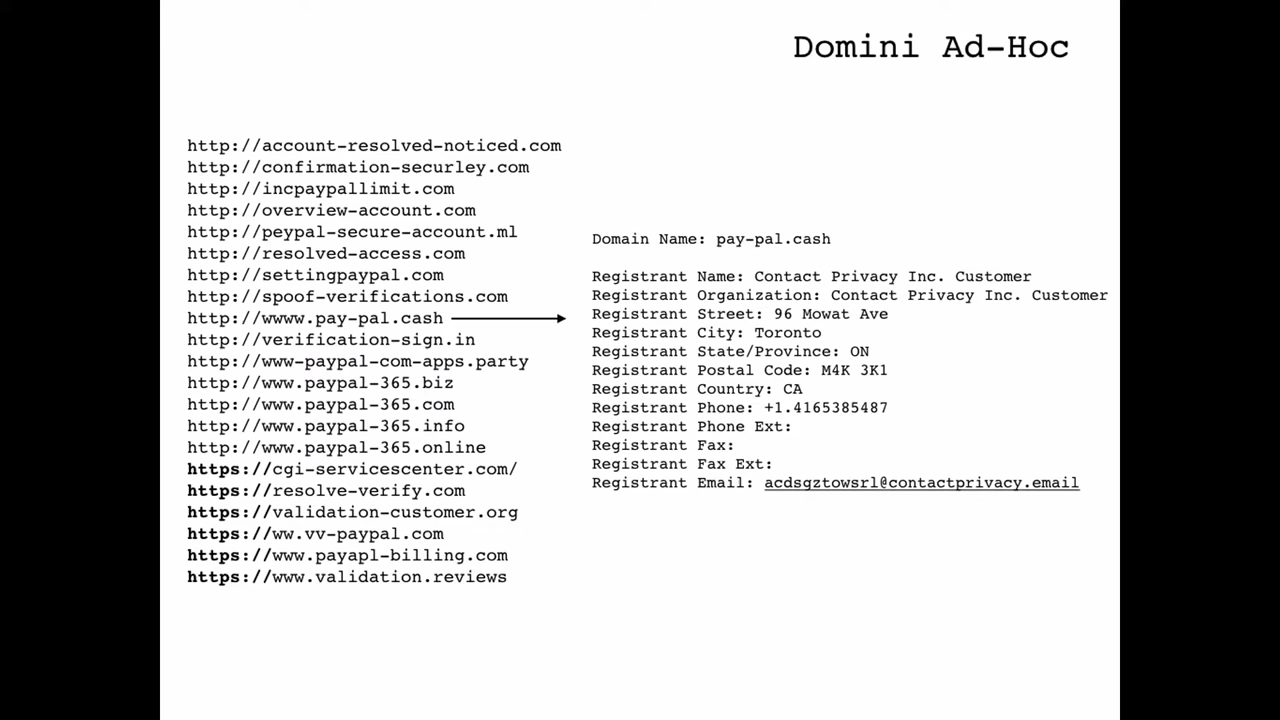 Domini Ad-Hoc
http://account-resolved-noticed.com
http://confirmation-securley.com
http://incpaypallimit.com
http://overview-account.com
http://peypal-secure-account.ml
http://resolved-access.com
http://settingpaypal.com
http://spoof-verifications.com
http://wwww.pay-pal.cash
http://verification-sign.in
http://www-paypal-com-apps.party
http://www.paypal-365.biz
http://www.paypal-365.com
http://www.paypal-365.info
http://www.paypal-365.online
https://cgi-servicescenter.com/
https://resolve-verify.com
https://validation-customer.org
https://ww.vv-paypal.com
https://www.payapl-billing.com
https://www.validation.reviews
Domain Name: pay-pal.cash
Registrant Name: Contact Privacy Inc. Customer
Registrant Organization: Contact Privacy Inc. Customer
Registrant Street: 96 Mowat Ave
Registrant City: Toronto
Registrant State/Province: ON
Registrant Postal Code: M4K 3K1
Registrant Country: CA
Registrant Phone: +1.4165385487
Registrant Phone Ext:
Registrant Fax:
Registrant Fax Ext:
Registrant Email: acdsgztowsrl@contactprivacy.email